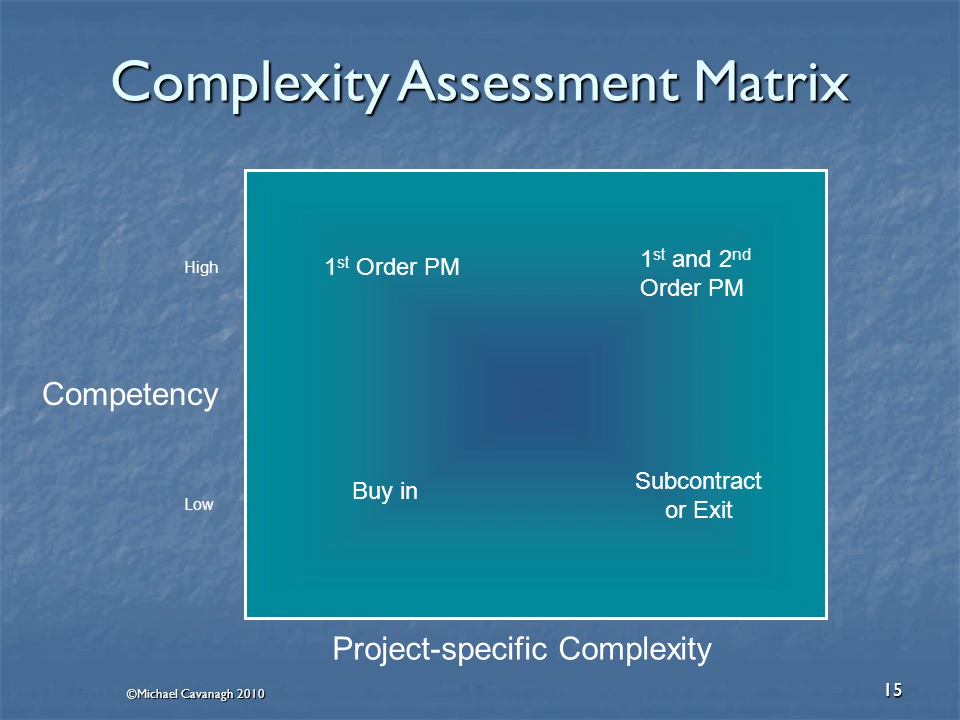 Complexity Assessment Matrix
High
1st Order PM
1st and 2nd
Order PM
Competency
Low
Buy in
Subcontract
or Exit
Project-specific Complexity
©Michael Cavanagh 2010
15